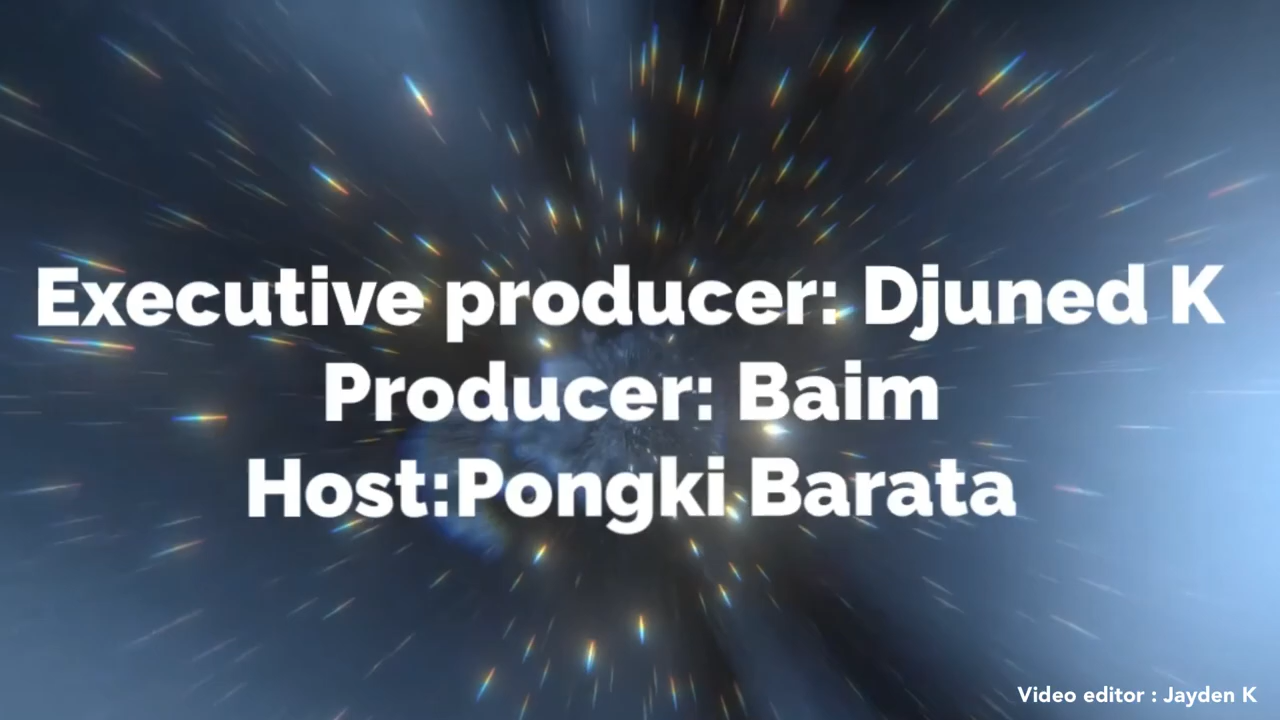 Executive producer: Djuned K
Producer: Baim
Host:Pongki Barata
Video editor : Jayden K